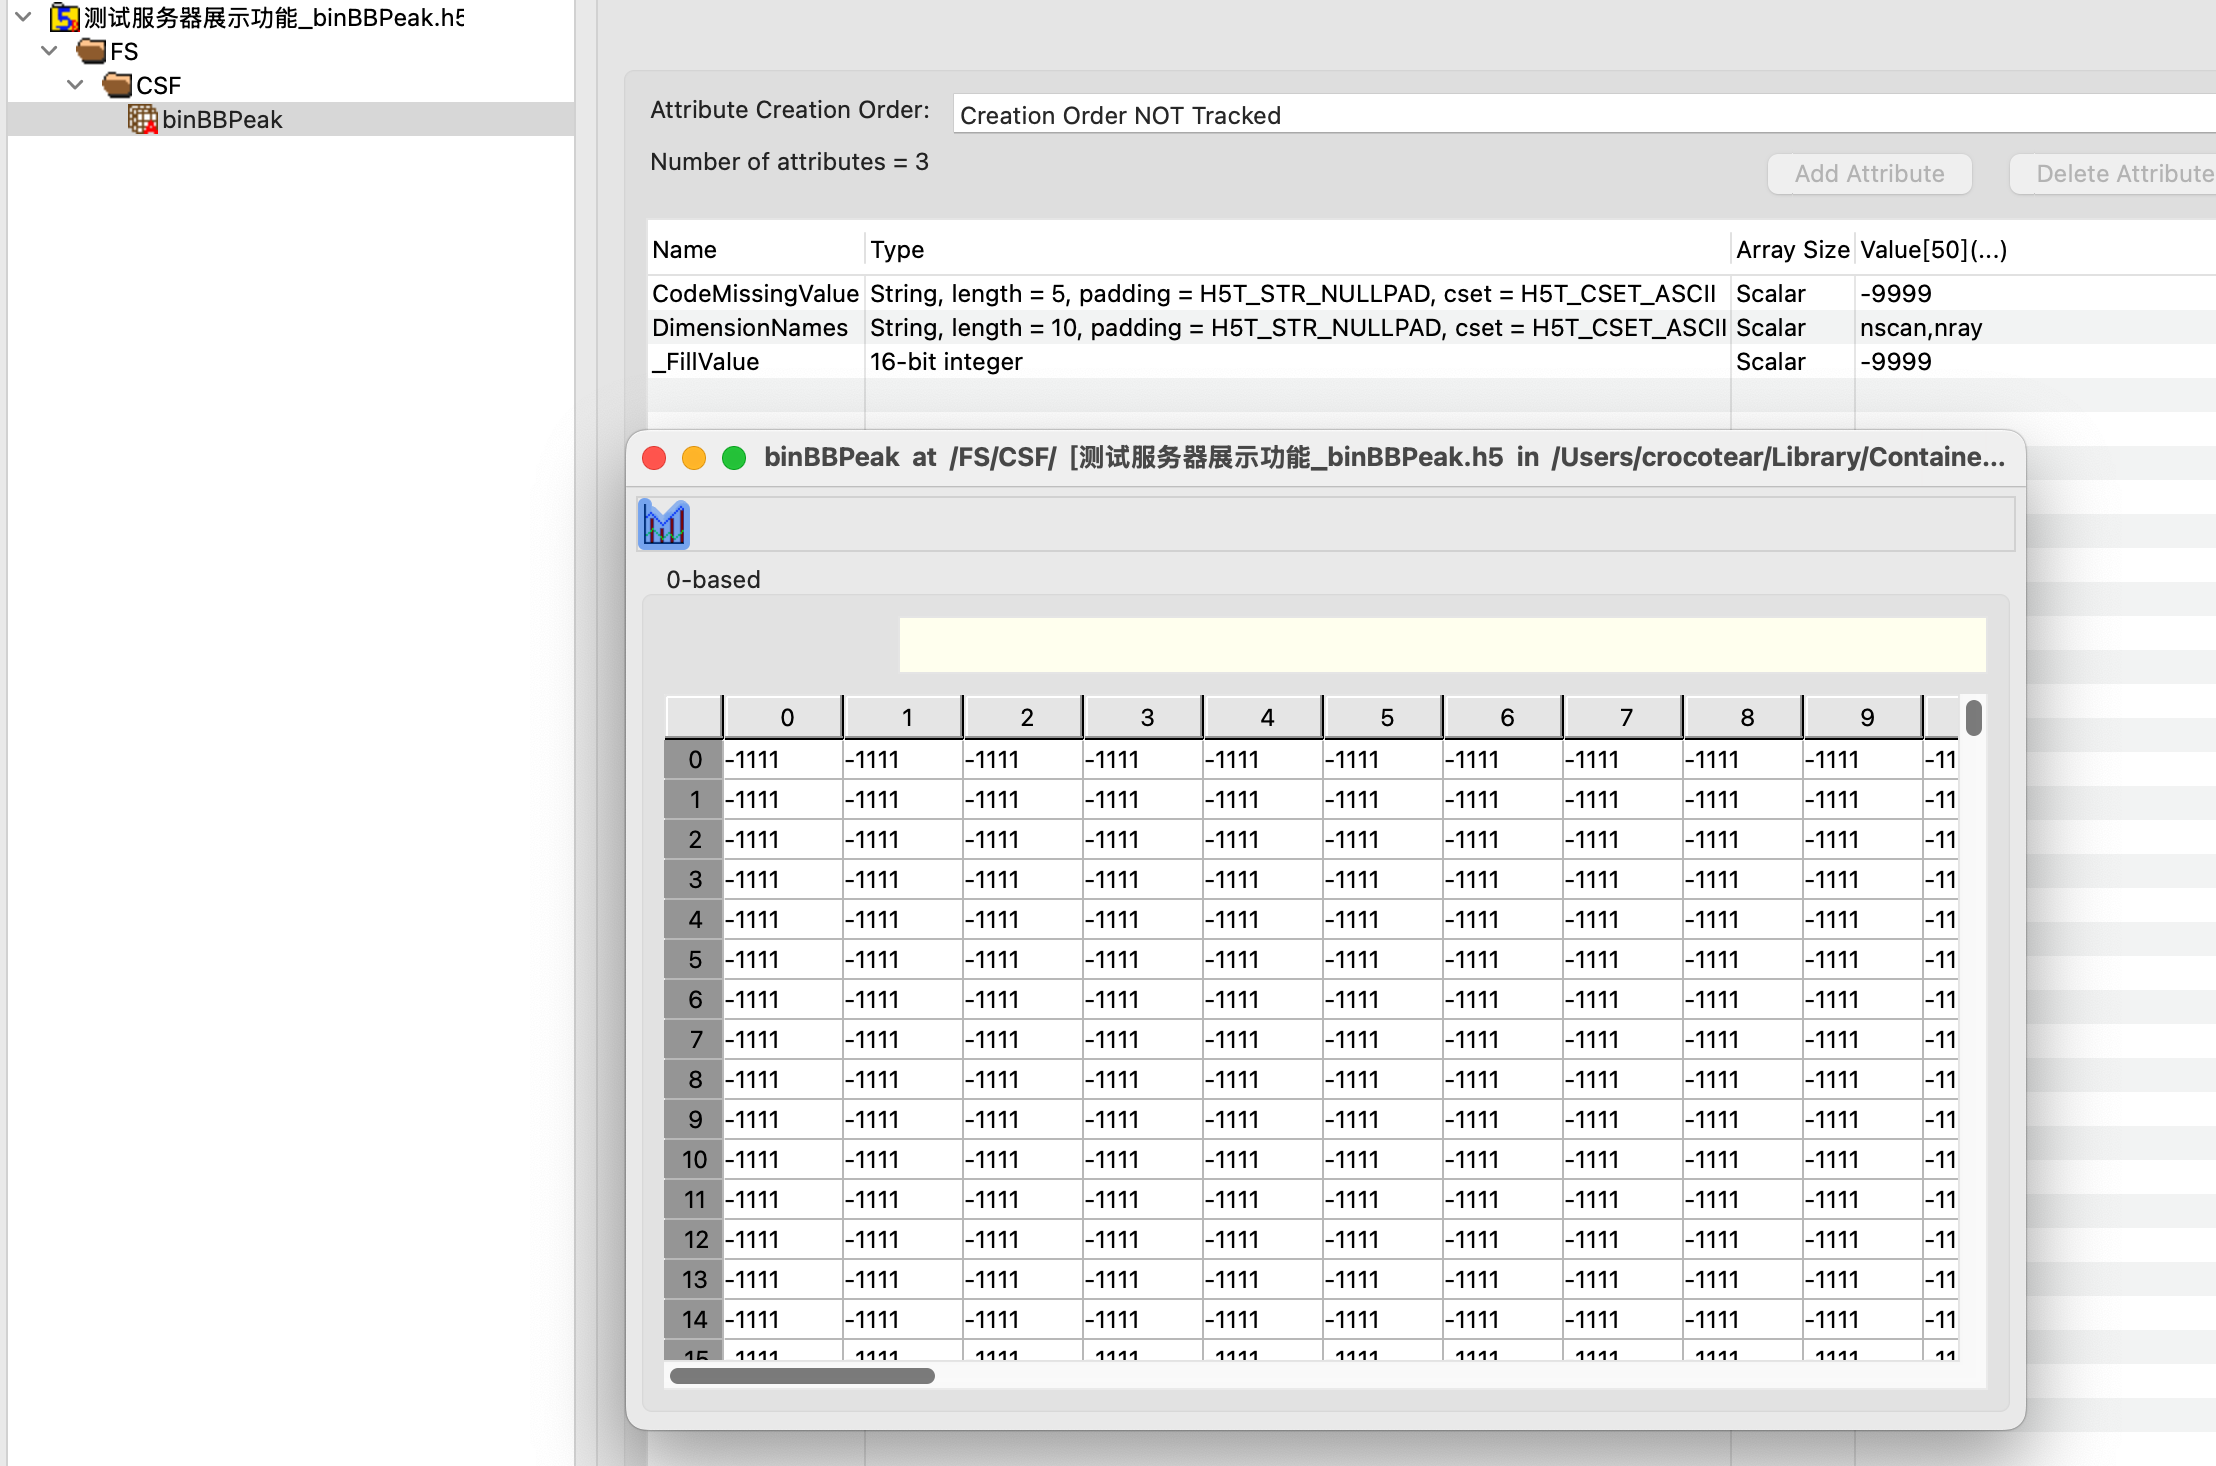 测试服务器展示功能_binBBPeak.h5
FS
CSF
binBBPeak
Attribute Creation Order: Creation Order NOT Tracked
Number of attributes = 3
Add Attribute Delete Attribute
Name Type Array Size Value[50](...)
CodeMissingValue String, length = 5, padding = H5T_STR_NULLPAD, cset = H5T_CSET_ASCII Scalar -9999
DimensionNames String, length = 10, padding = H5T_STR_NULLPAD, cset = H5T_CSET_ASCII Scalar nscan,nray
_FillValue 16-bit integer Scalar -9999
binBBPeak at /FS/CSF/ [测试服务器展示功能_binBBPeak.h5 in /Users/crocotear/Library/Containe...
0-based
0 1 2 3 4 5 6 7 8 9
0 -1111 -1111 -1111 -1111 -1111 -1111 -1111 -1111 -1111 -1111 -11
1 -1111 -1111 -1111 -1111 -1111 -1111 -1111 -1111 -1111 -1111 -11
2 -1111 -1111 -1111 -1111 -1111 -1111 -1111 -1111 -1111 -1111 -11
3 -1111 -1111 -1111 -1111 -1111 -1111 -1111 -1111 -1111 -1111 -11
4 -1111 -1111 -1111 -1111 -1111 -1111 -1111 -1111 -1111 -1111 -11
5 -1111 -1111 -1111 -1111 -1111 -1111 -1111 -1111 -1111 -1111 -11
6 -1111 -1111 -1111 -1111 -1111 -1111 -1111 -1111 -1111 -1111 -11
7 -1111 -1111 -1111 -1111 -1111 -1111 -1111 -1111 -1111 -1111 -11
8 -1111 -1111 -1111 -1111 -1111 -1111 -1111 -1111 -1111 -1111 -11
9 -1111 -1111 -1111 -1111 -1111 -1111 -1111 -1111 -1111 -1111 -11
10 -1111 -1111 -1111 -1111 -1111 -1111 -1111 -1111 -1111 -1111 -11
11 -1111 -1111 -1111 -1111 -1111 -1111 -1111 -1111 -1111 -1111 -11
12 -1111 -1111 -1111 -1111 -1111 -1111 -1111 -1111 -1111 -1111 -11
13 -1111 -1111 -1111 -1111 -1111 -1111 -1111 -1111 -1111 -1111 -11
14 -1111 -1111 -1111 -1111 -1111 -1111 -1111 -1111 -1111 -1111 -11
15 -1111 -1111 -1111 -1111 -1111 -1111 -1111 -1111 -1111 -1111 -11